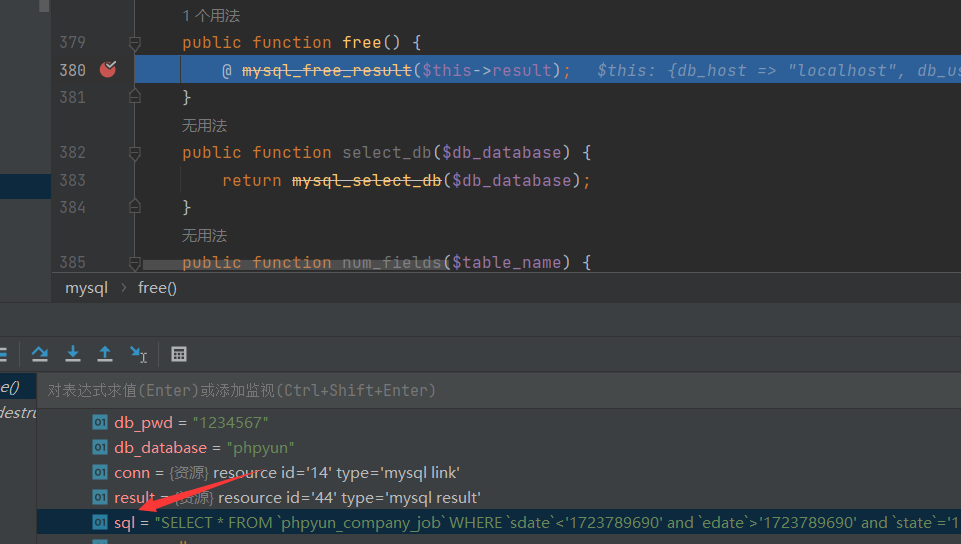 1 个用法
379 public function free() {
380 @ mysql_free_result($this->result); $this: {db_host => "localhost", db_us
381 }
无用法
382 public function select_db($db_database) {
383 return mysql_select_db($db_database);
384 }
无用法
385 public function num_fields($table_name) {
mysql › free()
e()
对表达式求值(Enter)或添加监视(Ctrl+Shift+Enter)
destru
01 db_pwd = "1234567"
01 db_database = "phpyun"
01 conn = {资源} resource id='14' type='mysql link'
01 result = {资源} resource id='44' type='mysql result'
01 sql = "SELECT * FROM `phpyun_company_job` WHERE `sdate`<'1723789690' and `edate`>'1723789690' and `state`='1